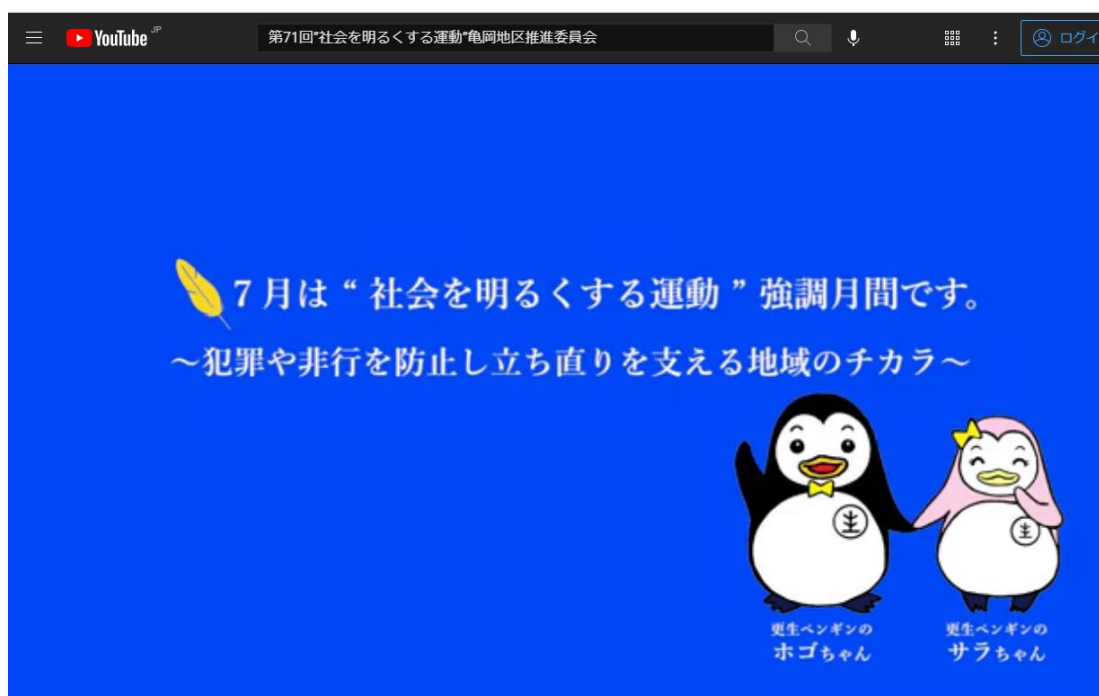 YouTube JP
第71回"社会を明るくする運動"亀岡地区推進委員会
ログイ
7月は“社会を明るくする運動”強調月間です。
～犯罪や非行を防止し立ち直りを支える地域のチカラ～
更生ペンギンの
ホゴちゃん
更生ペンギンの
サラちゃん